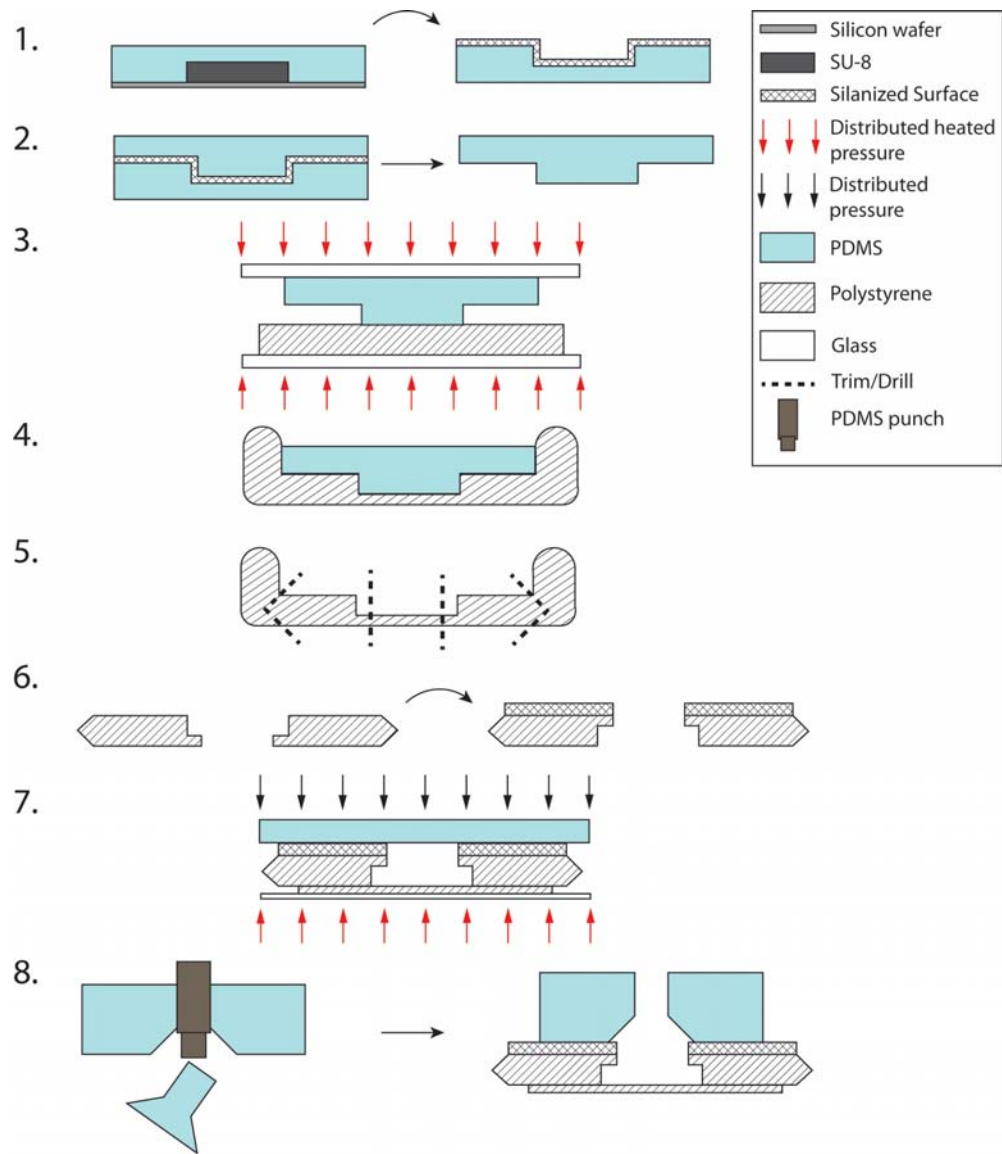 1.
2.
3.
4.
5.
6.
7.
8.
Silicon wafer
SU-8
Silanized Surface
Distributed heated
pressure
Distributed
pressure
PDMS
Polystyrene
Glass
Trim/Drill
PDMS punch